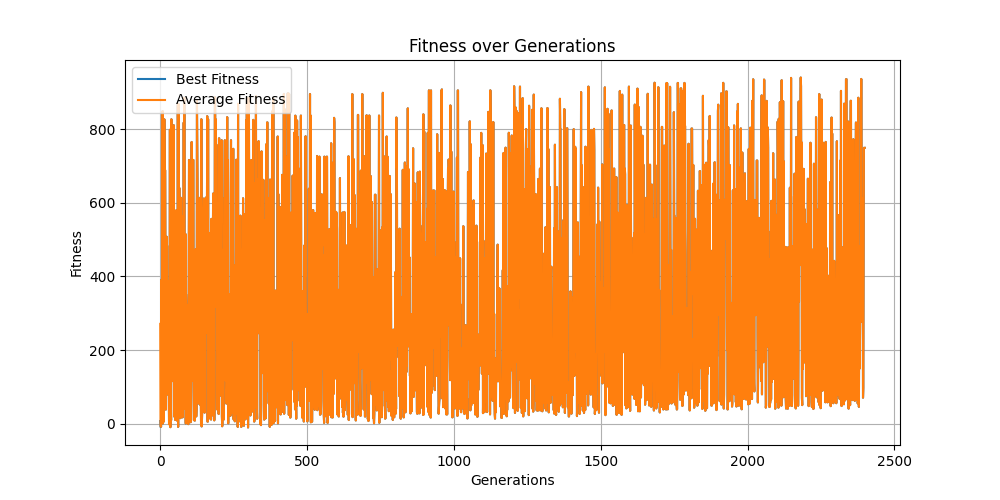 Fitness over Generations
Best Fitness
Average Fitness
Fitness
800
600
400
200
0
0 500 1000 1500 2000 2500
Generations